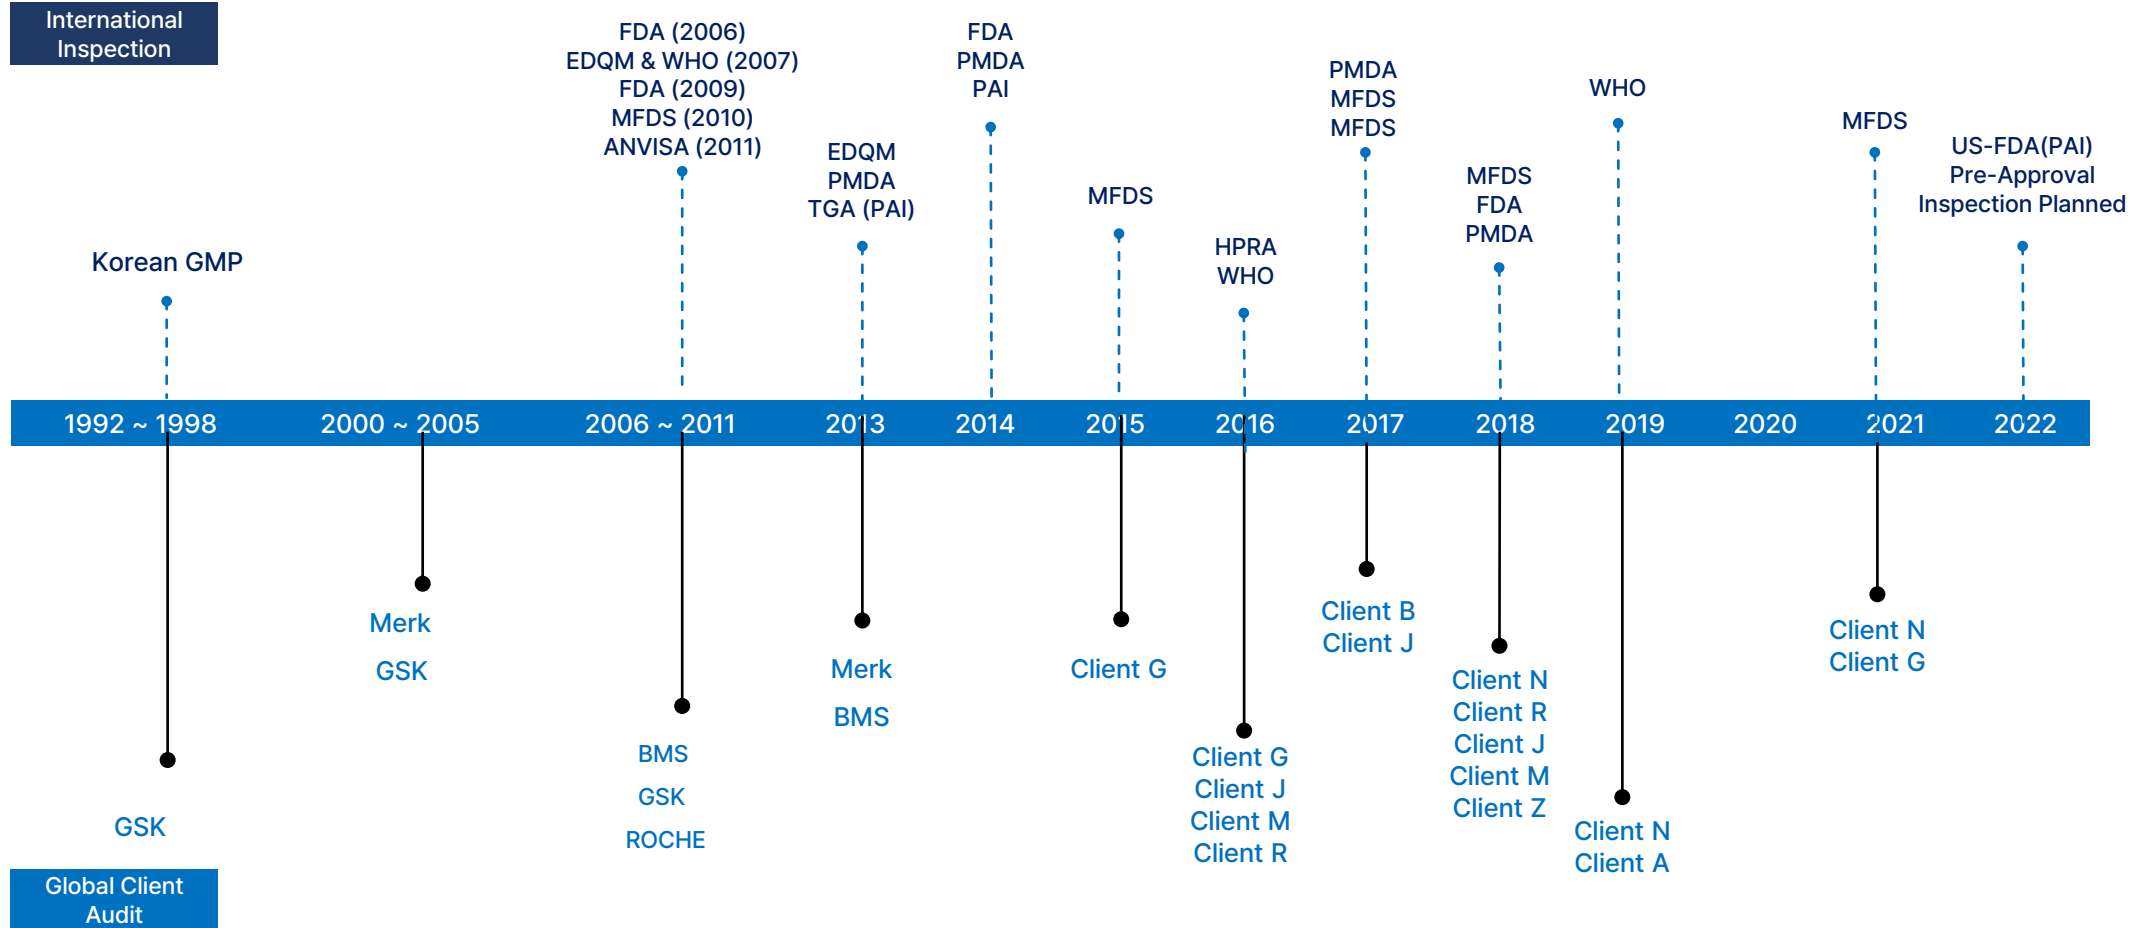 International
Inspection
Korean GMP
FDA (2006)
EDQM & WHO (2007)
FDA (2009)
MFDS (2010)
ANVISA (2011)
EDQM
PMDA
TGA (PAI)
FDA
PMDA
PAI
MFDS
HPRA
WHO
PMDA
MFDS
MFDS
MFDS
FDA
PMDA
WHO
MFDS
US-FDA(PAI)
Pre-Approval
Inspection Planned
1992 ~ 1998
2000 ~ 2005
2006 ~ 2011
2013
2014
2015
2016
2017
2018
2019
2020
2021
2022
GSK
Merk
GSK
BMS
GSK
ROCHE
Merk
BMS
Client G
Client G
Client J
Client M
Client R
Client B
Client J
Client N
Client R
Client J
Client M
Client Z
Client N
Client A
Client N
Client G
Global Client
Audit